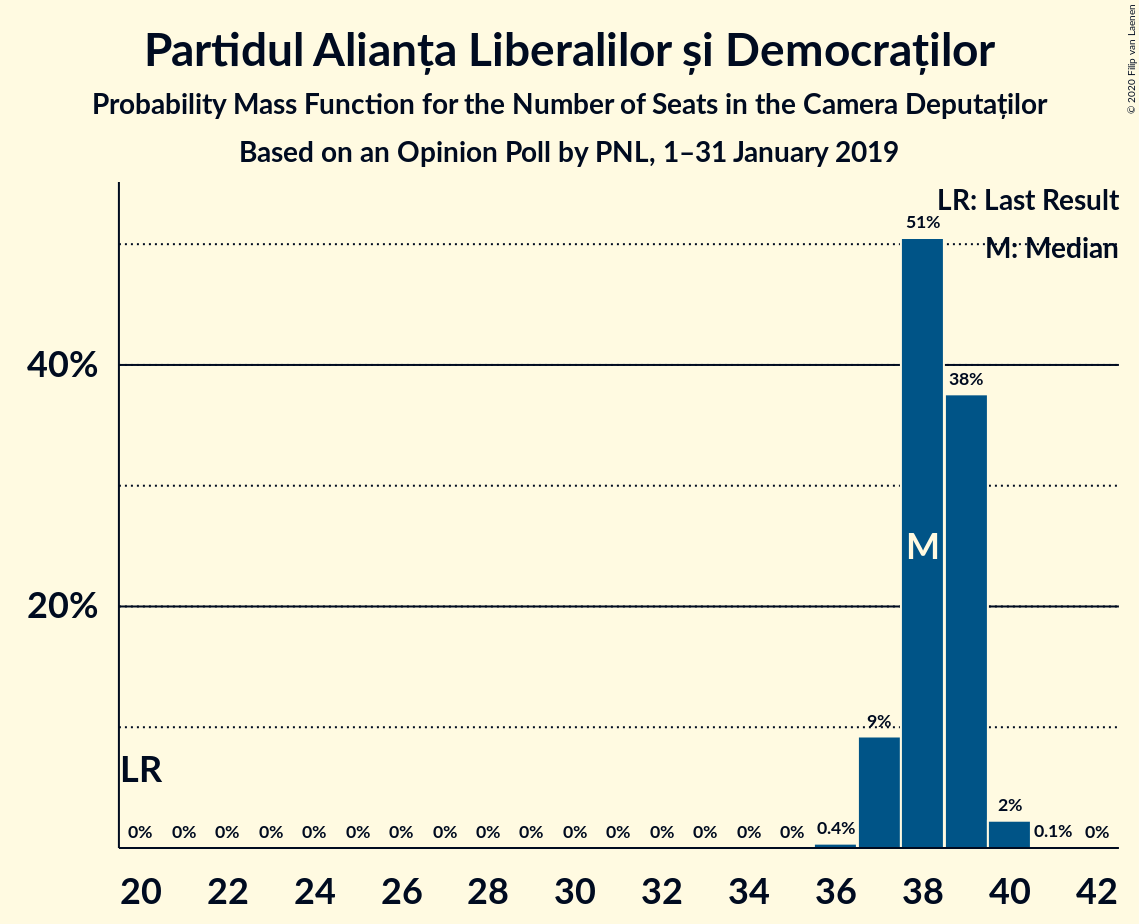 Partidul Alianța Liberalilor și Democraților
Probability Mass Function for the Number of Seats in the Camera Deputaților
Based on an Opinion Poll by PNL, 1–31 January 2019
© 2020 Filip van Laenen
LR: Last Result
M: Median
51%
40%
38%
M
20%
9%
LR
2%
0% 0% 0% 0% 0% 0% 0% 0% 0% 0% 0% 0% 0% 0% 0% 0% 0.4% 0.1% 0%
20 22 24 26 28 30 32 34 36 38 40 42